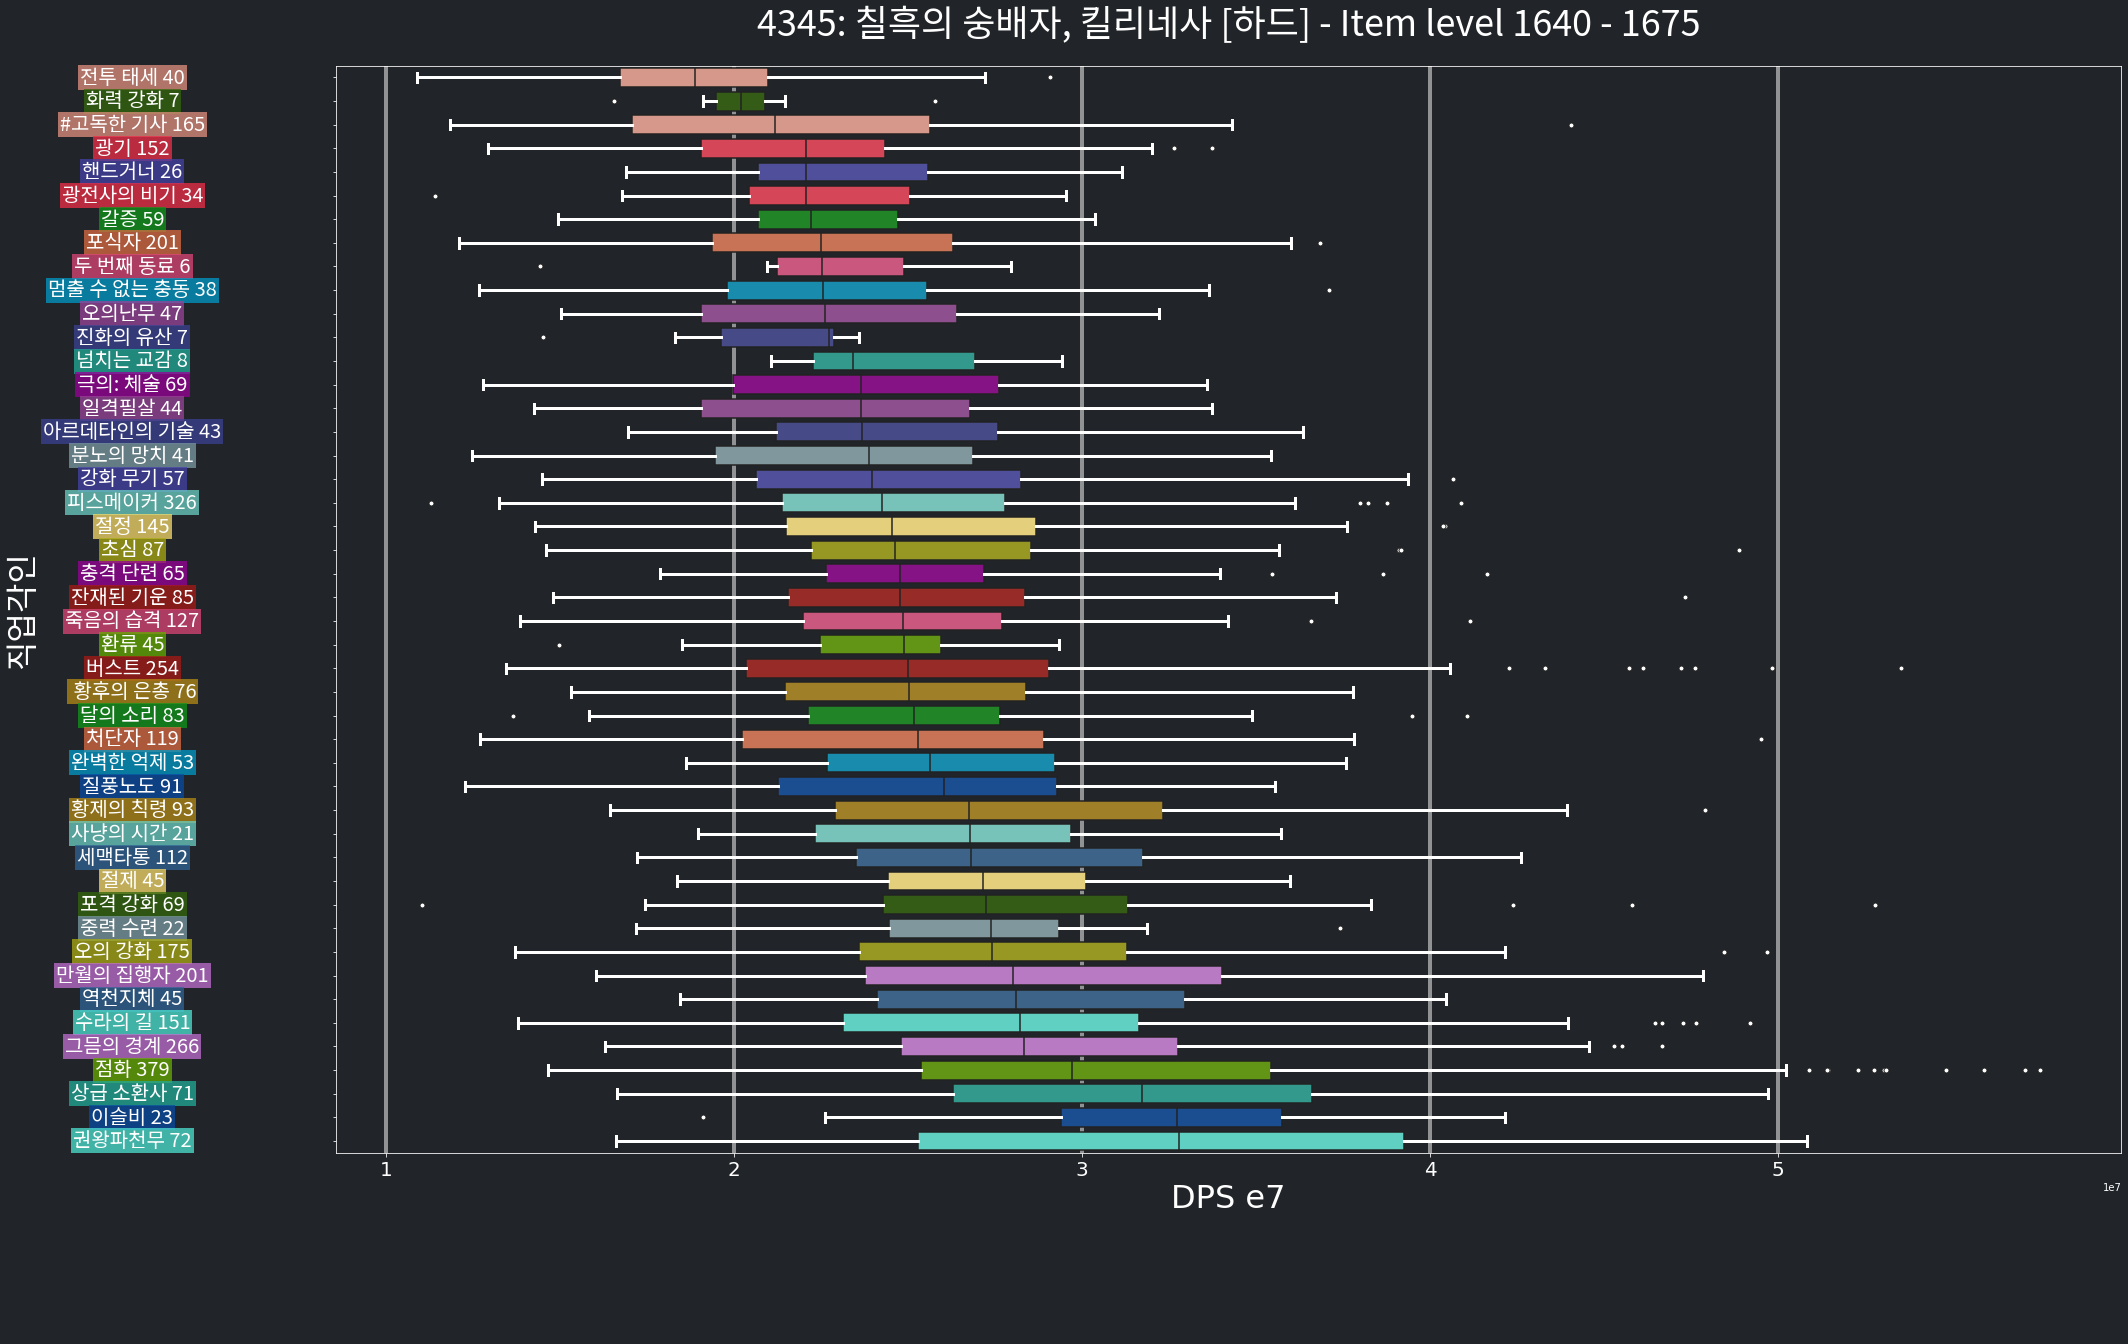 4345: 칠흑의 숭배자, 킬리네사 [하드] - Item level 1640 - 1675
전투 태세 40
화력 강화 7
#고독한 기사 165
광기 152
핸드거너 26
광전사의 비기 34
갈증 59
포식자 201
두 번째 동료 6
멈출 수 없는 충동 38
오의난무 47
진화의 유산 7
넘치는 교감 8
극의: 체술 69
일격필살 44
아르데타인의 기술 43
분노의 망치 41
강화 무기 57
피스메이커 326
절정 145
초심 87
충격 단련 65
잔재된 기운 85
죽음의 습격 127
환류 45
버스트 254
황후의 은총 76
달의 소리 83
처단자 119
완벽한 억제 53
질풍노도 91
황제의 칙령 93
사냥의 시간 21
세맥타통 112
절제 45
포격 강화 69
중력 수련 22
오의 강화 175
만월의 집행자 201
역천지체 45
수라의 길 151
그믐의 경계 266
점화 379
상급 소환사 71
이슬비 23
권왕파천무 72
직업각인
1 2 3 4 5
DPS e7
1e7